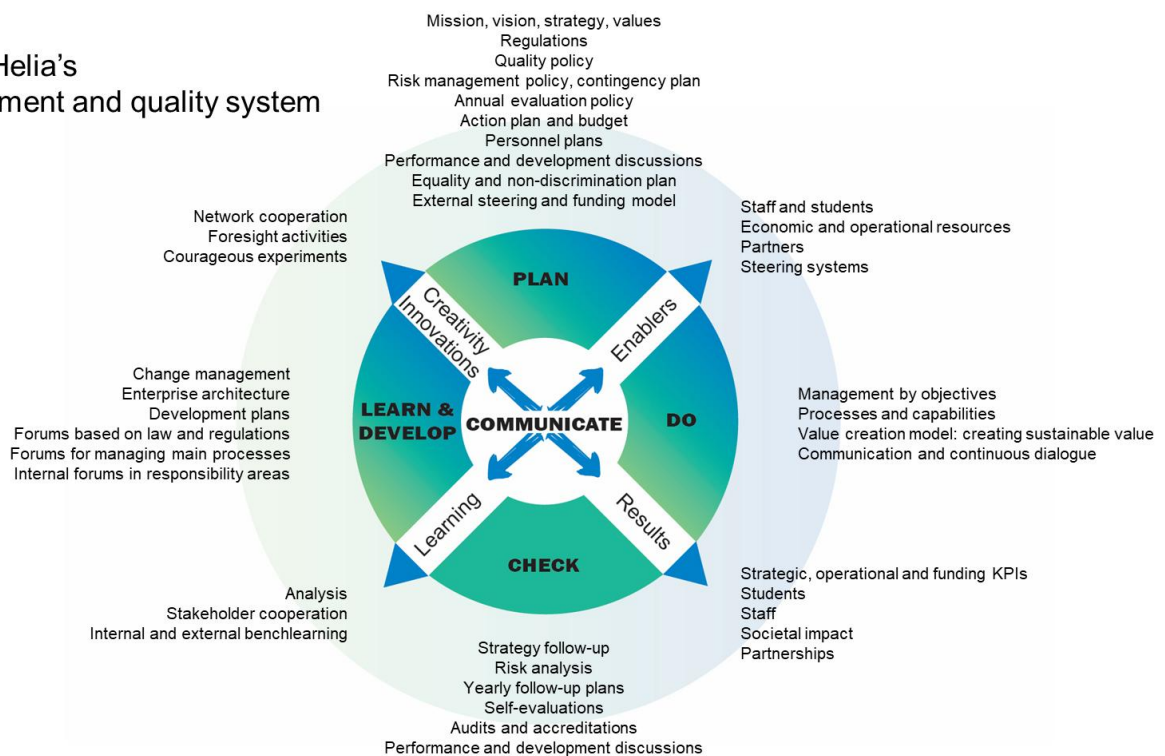 Helia's
ment and quality system
Mission, vision, strategy, values
Regulations
Quality policy
Risk management policy, contingency plan
Annual evaluation policy
Action plan and budget
Personnel plans
Performance and development discussions
Equality and non-discrimination plan
External steering and funding model
Network cooperation
Foresight activities
Courageous experiments
Staff and students
Economic and operational resources
Partners
Steering systems
PLAN
Creativity
Innovations
Enablers
Change management
Enterprise architecture
Development plans
Forums based on law and regulations
Forums for managing main processes
Internal forums in responsibility areas
LEARN &
DEVELOP
COMMUNICATE
DO
Management by objectives
Processes and capabilities
Value creation model: creating sustainable value
Communication and continuous dialogue
Learning
Results
CHECK
Analysis
Stakeholder cooperation
Internal and external benchlearning
Strategic, operational and funding KPIs
Students
Staff
Societal impact
Partnerships
Strategy follow-up
Risk analysis
Yearly follow-up plans
Self-evaluations
Audits and accreditations
Performance and development discussions